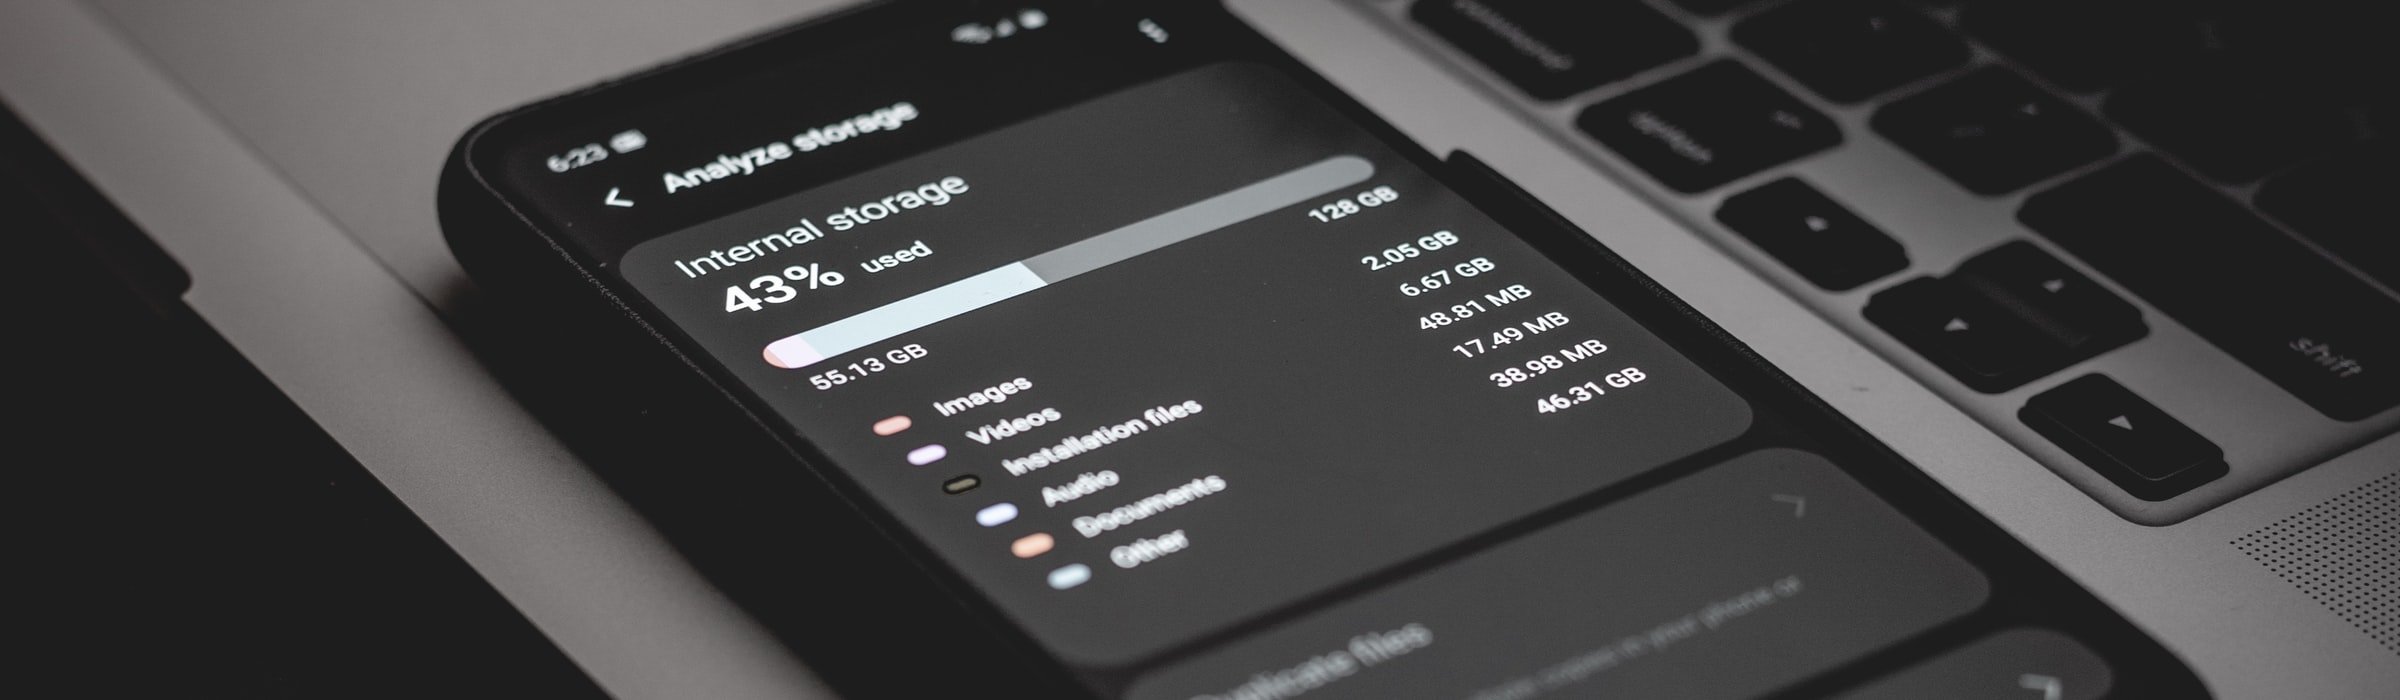 6:23
Analyze storage
Internal storage
43% used
128 GB
55.13 GB
Images 2.05 GB
Videos 6.67 GB
Installation files 48.81 MB
Audio 17.49 MB
Documents 38.98 MB
Other 46.31 GB
Duplicate files
copies in your phone or
shift